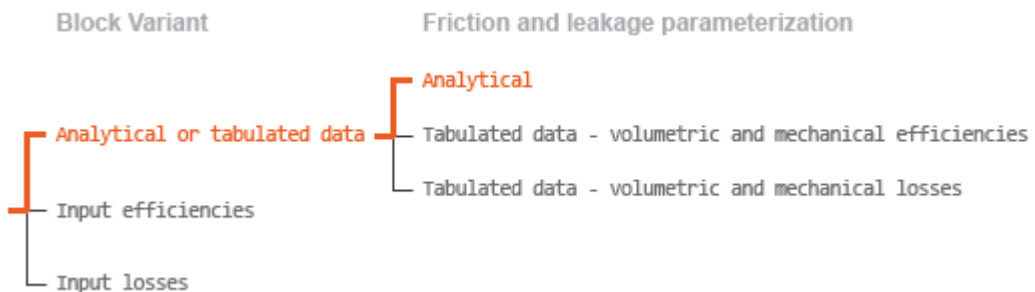 Block Variant
Friction and leakage parameterization
Analytical
Analytical or tabulated data
Tabulated data - volumetric and mechanical efficiencies
Tabulated data - volumetric and mechanical losses
Input efficiencies
Input losses